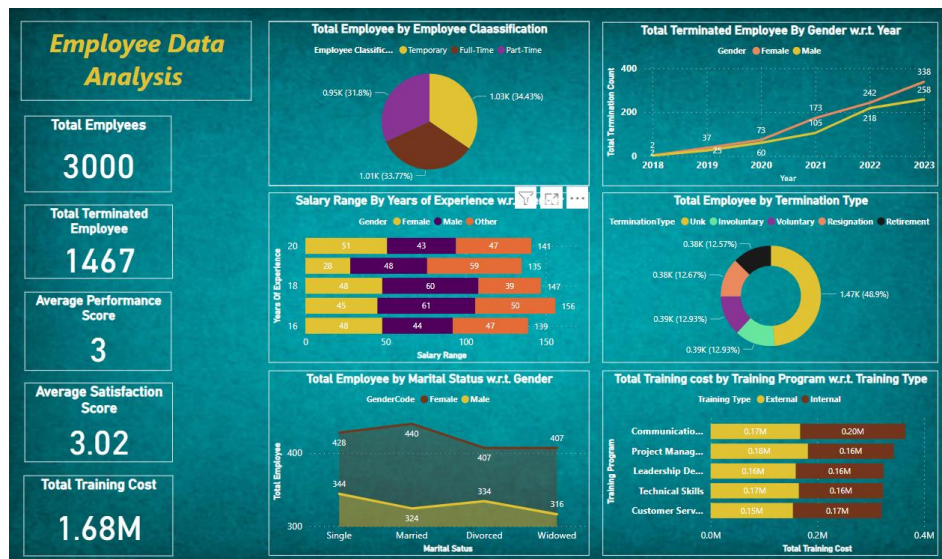 Employee Data
Analysis
Total Emplyees
3000
Total Terminated
Employee
1467
Average Performance
Score
3
Average Satisfaction
Score
3.02
Total Training Cost
1.68M
Total Employee by Employee Claassification
Employee Classific... Temporary Full-Time Part-Time
0.95K (31.8%)
1.03K (34.43%)
1.01K (33.77%)
Total Terminated Employee By Gender w.r.t. Year
Gender Female Male
Total Termination Count
400
200
0
2
2
37
25
73
60
173
105
242
218
338
258
2018 2019 2020 2021 2022 2023
Year
Salary Range By Years of Experience w.r.t.
Gender Female Male Other
Years Of Experience
20 51 43 47 141
28 48 59 135
18 48 60 39 147
45 61 50 156
16 48 44 47 139
0 50 100 150
Salary Range
Total Employee by Termination Type
TerminationType Unk Involuntary Voluntary Resignation Retirement
0.38K (12.57%)
0.38K (12.67%)
0.39K (12.93%)
0.39K (12.93%)
1.47K (48.9%)
Total Employee by Marital Status w.r.t. Gender
GenderCode Female Male
Total Employee
400
300
428 440 407 407
344 324 334 316
Single Married Divorced Widowed
Marital Satus
Total Training cost by Training Program w.r.t. Training Type
Training Type External Internal
Training Program
Communicatio... 0.17M 0.20M
Project Manag... 0.18M 0.16M
Leadership De... 0.16M 0.16M
Technical Skills 0.17M 0.16M
Customer Serv... 0.15M 0.17M
0.0M 0.2M 0.4M
Total Training Cost